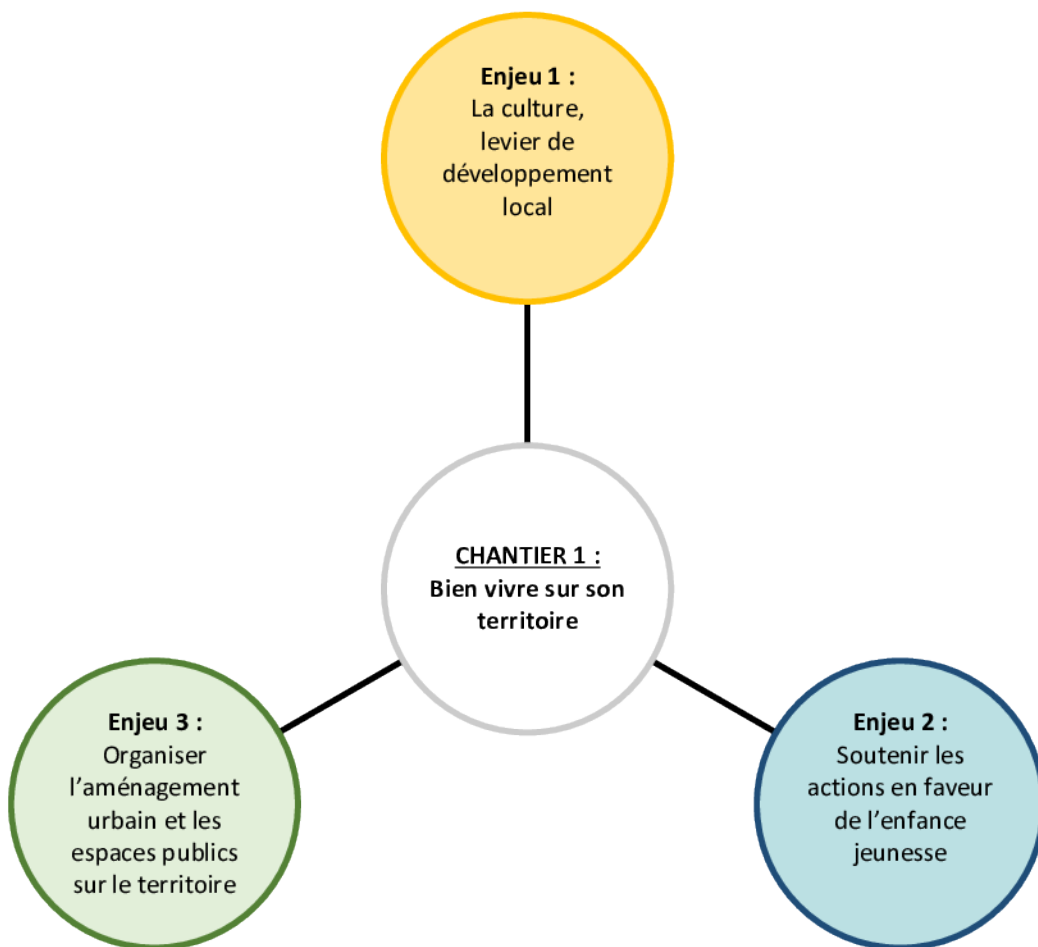 Enjeu 1 :
La culture,
levier de
développement
local
CHANTIER 1 :
Bien vivre sur son
territoire
Enjeu 3 :
Organiser
l’aménagement
urbain et les
espaces publics
sur le territoire
Enjeu 2 :
Soutenir les
actions en faveur
de l’enfance
jeunesse